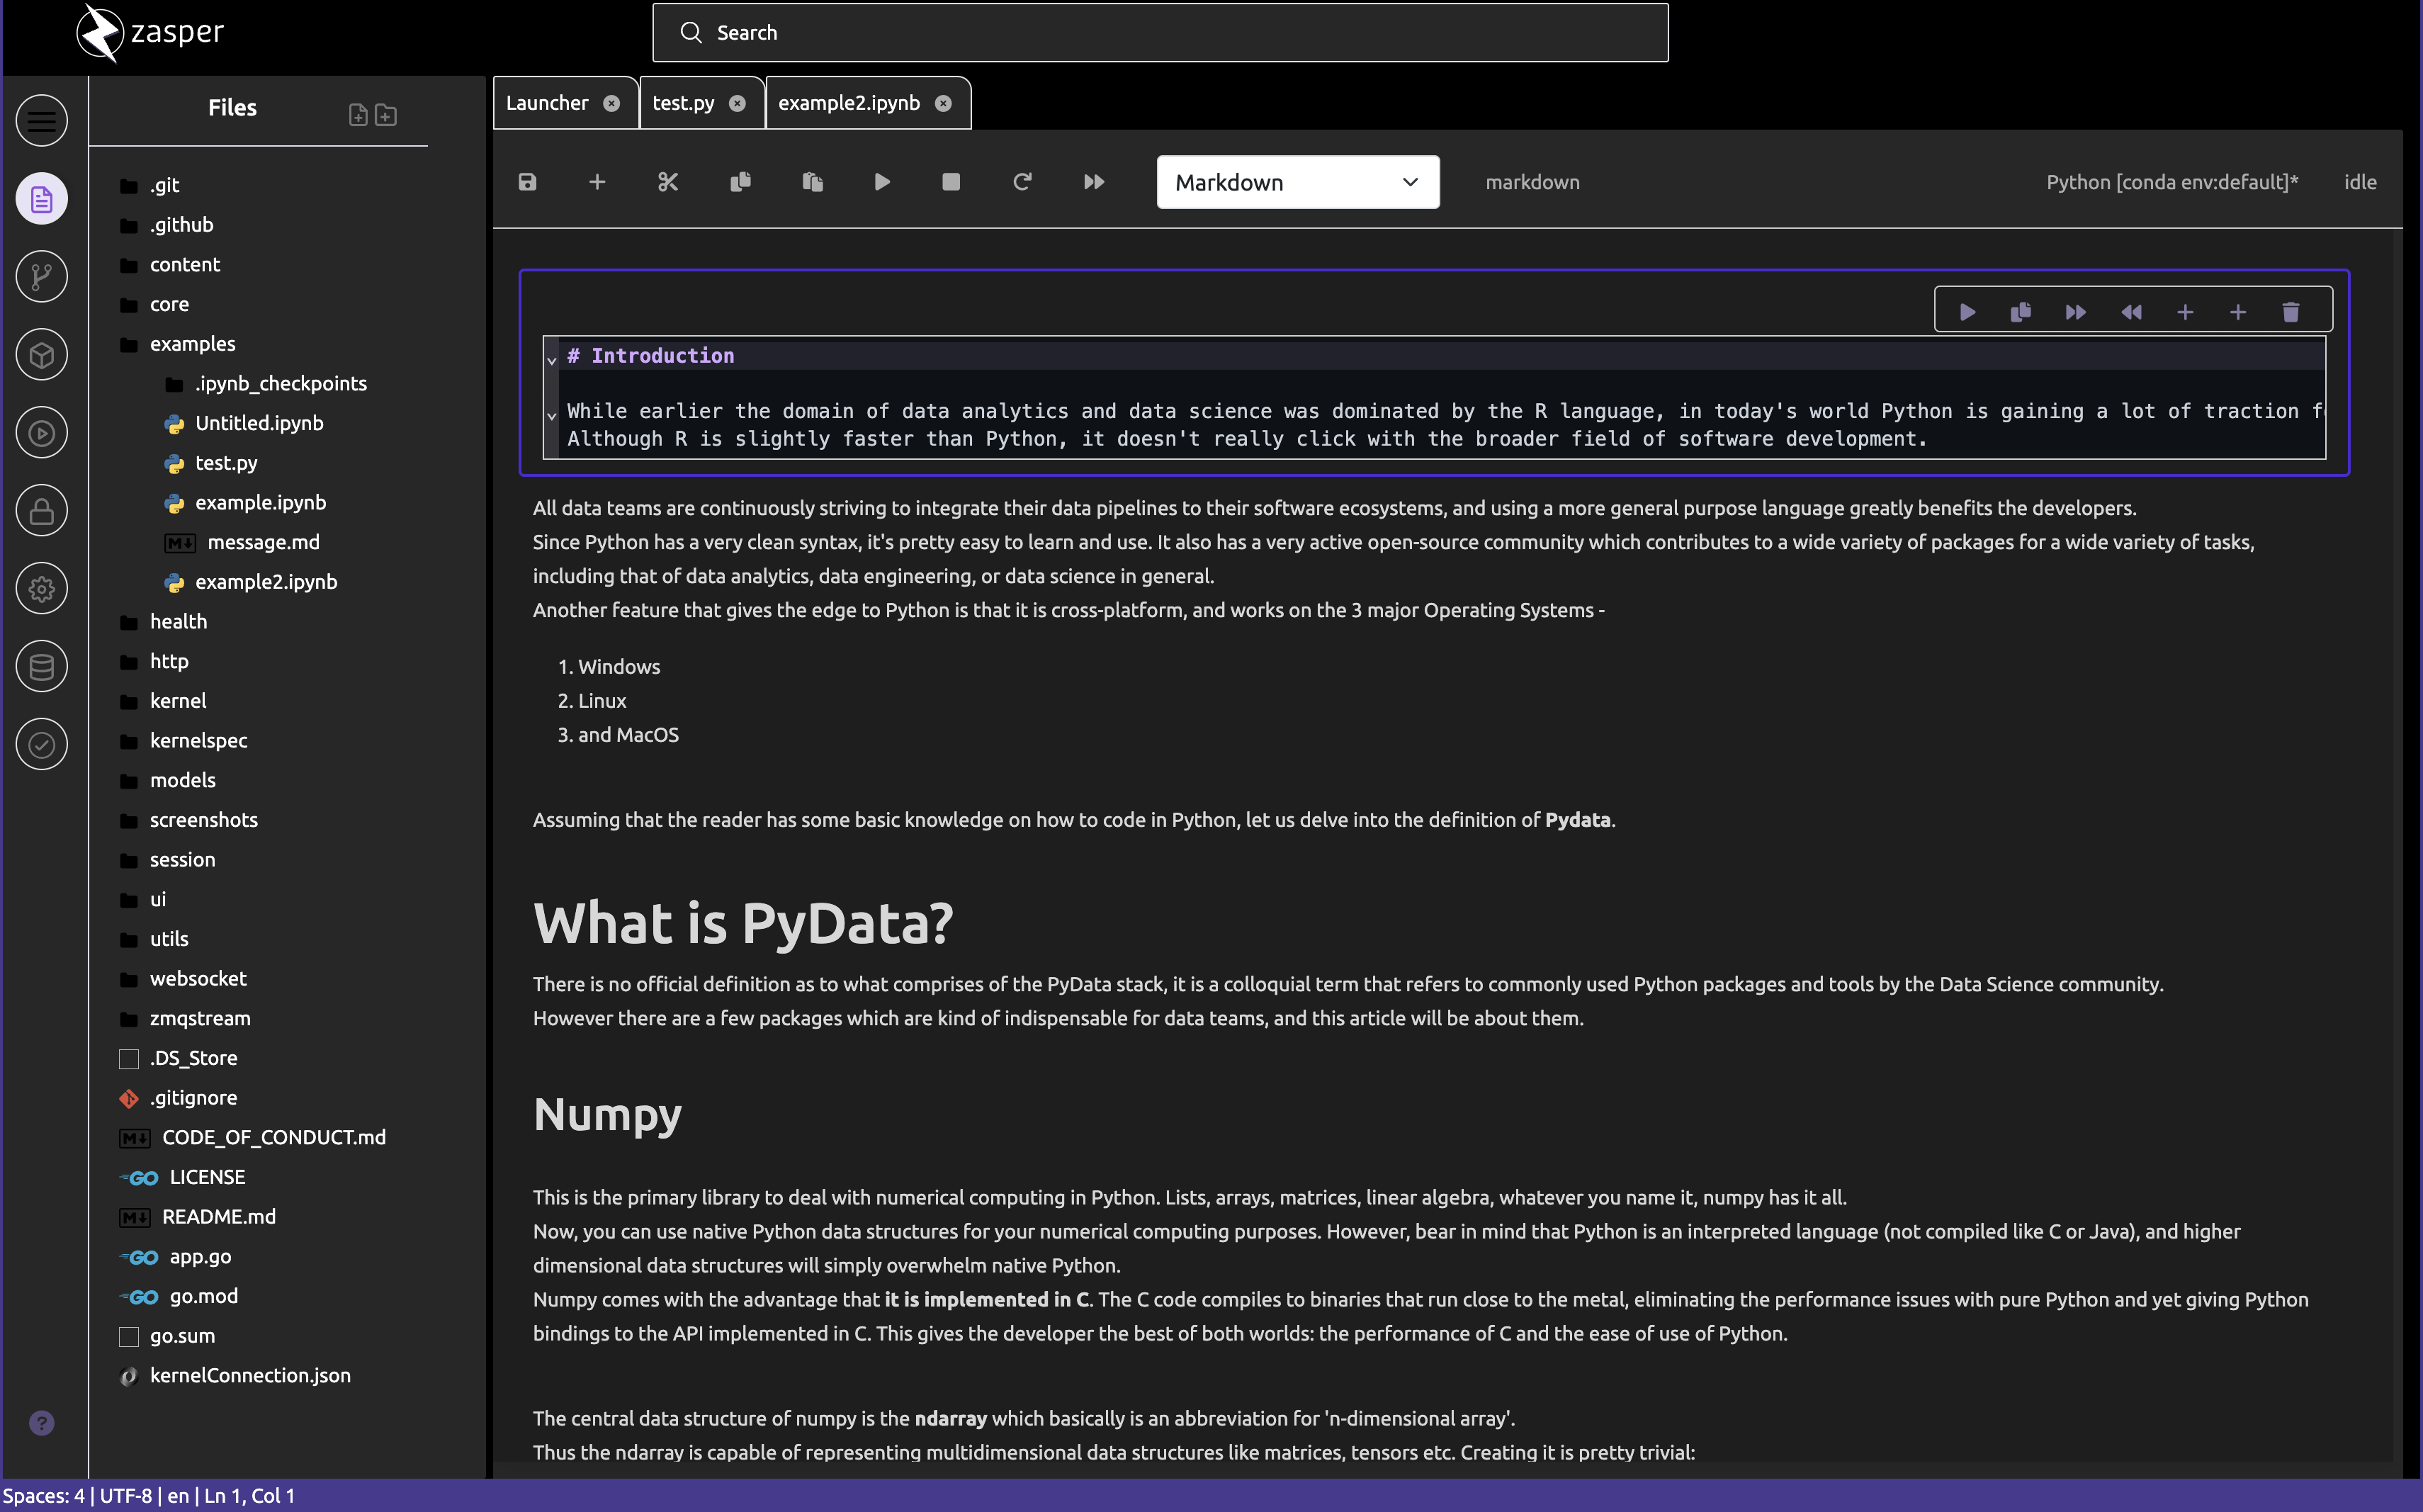 zasper
Search
Files
.git
.github
content
core
examples
.ipynb_checkpoints
Untitled.ipynb
test.py
example.ipynb
M↓ message.md
example2.ipynb
health
http
kernel
kernelspec
models
screenshots
session
ui
utils
websocket
zmqstream
.DS_Store
.gitignore
M↓ CODE_OF_CONDUCT.md
GO LICENSE
M↓ README.md
GO app.go
GO go.mod
go.sum
kernelConnection.json
?
Launcher test.py example2.ipynb
Markdown markdown Python [conda env:default]* idle
# Introduction
While earlier the domain of data analytics and data science was dominated by the R language, in today's world Python is gaining a lot of traction
Although R is slightly faster than Python, it doesn't really click with the broader field of software development.
All data teams are continuously striving to integrate their data pipelines to their software ecosystems, and using a more general purpose language greatly benefits the developers.
Since Python has a very clean syntax, it's pretty easy to learn and use. It also has a very active open-source community which contributes to a wide variety of packages for a wide variety of tasks,
including that of data analytics, data engineering, or data science in general.
Another feature that gives the edge to Python is that it is cross-platform, and works on the 3 major Operating Systems -
1. Windows
2. Linux
3. and MacOS
Assuming that the reader has some basic knowledge on how to code in Python, let us delve into the definition of Pydata.
What is PyData?
There is no official definition as to what comprises of the PyData stack, it is a colloquial term that refers to commonly used Python packages and tools by the Data Science community.
However there are a few packages which are kind of indispensable for data teams, and this article will be about them.
Numpy
This is the primary library to deal with numerical computing in Python. Lists, arrays, matrices, linear algebra, whatever you name it, numpy has it all.
Now, you can use native Python data structures for your numerical computing purposes. However, bear in mind that Python is an interpreted language (not compiled like C or Java), and higher
dimensional data structures will simply overwhelm native Python.
Numpy comes with the advantage that it is implemented in C. The C code compiles to binaries that run close to the metal, eliminating the performance issues with pure Python and yet giving Python
bindings to the API implemented in C. This gives the developer the best of both worlds: the performance of C and the ease of use of Python.
The central data structure of numpy is the ndarray which basically is an abbreviation for 'n-dimensional array'.
Thus the ndarray is capable of representing multidimensional data structures like matrices, tensors etc. Creating it is pretty trivial:
Spaces: 4 | UTF-8 | en | Ln 1, Col 1